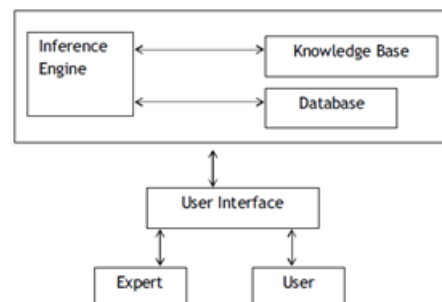 Inference
Engine
Knowledge Base
Database
User Interface
Expert
User